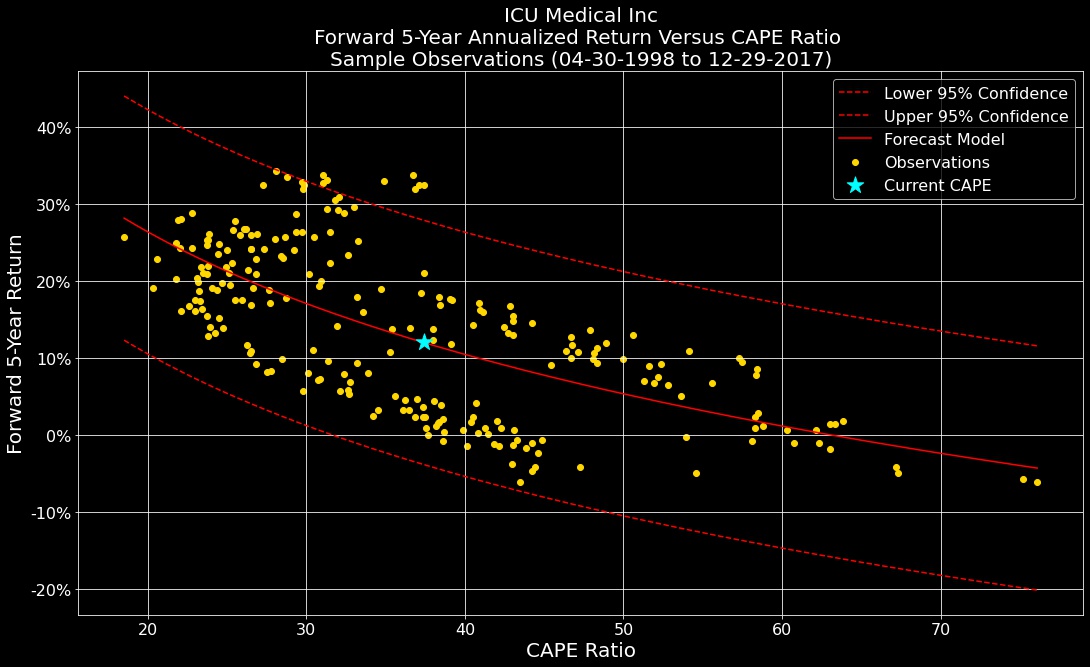 ICU Medical Inc
Forward 5-Year Annualized Return Versus CAPE Ratio
Sample Observations (04-30-1998 to 12-29-2017)
Lower 95% Confidence
Upper 95% Confidence
Forecast Model
Observations
Current CAPE
Forward 5-Year Return
40%
30%
20%
10%
0%
-10%
-20%
20 30 40 50 60 70
CAPE Ratio